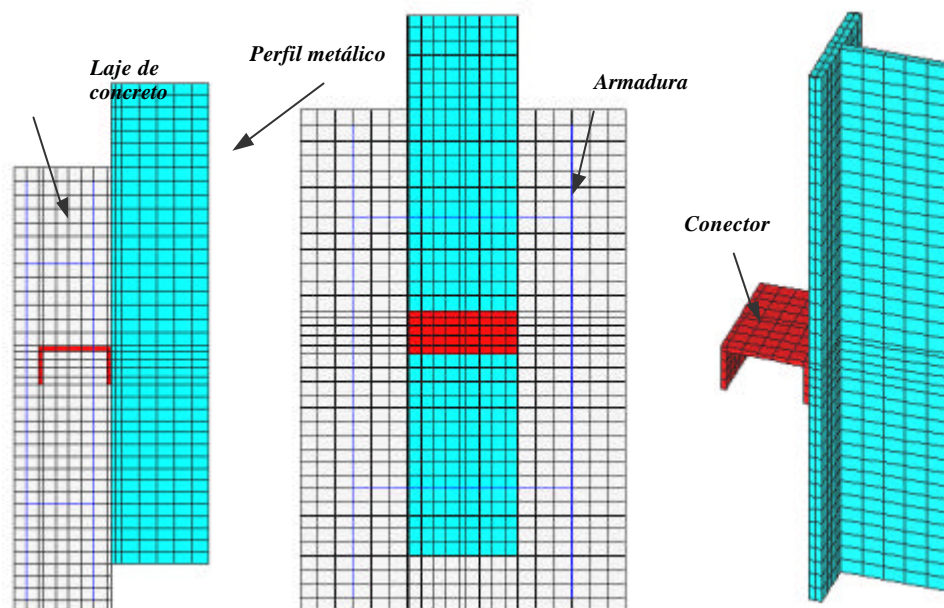 Laje de
concreto
Perfil metálico
Armadura
Conector